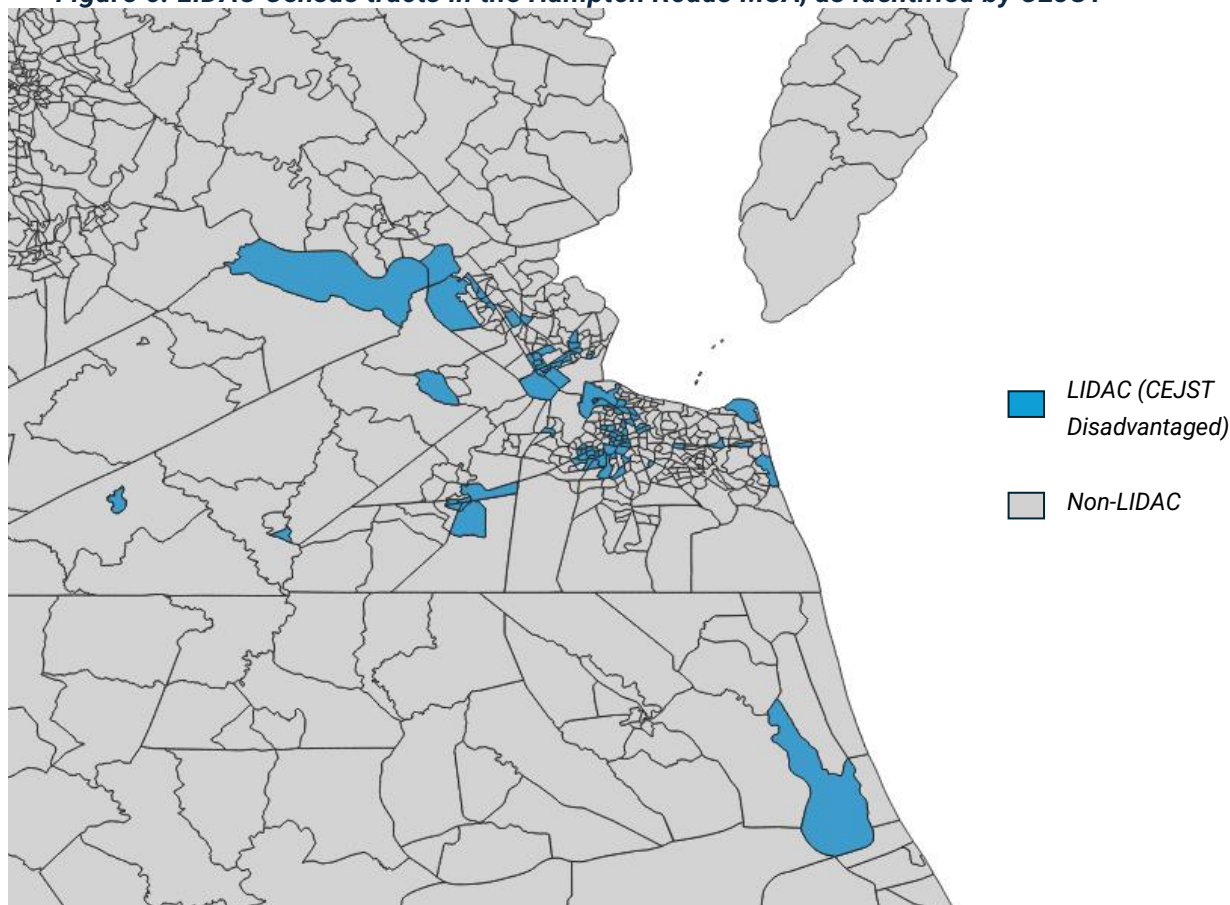 Figure LIDAC Census tracts in the Hampton Roads MSA, as identified by CEJST
LIDAC (CEJST
Disadvantaged)
Non-LIDAC